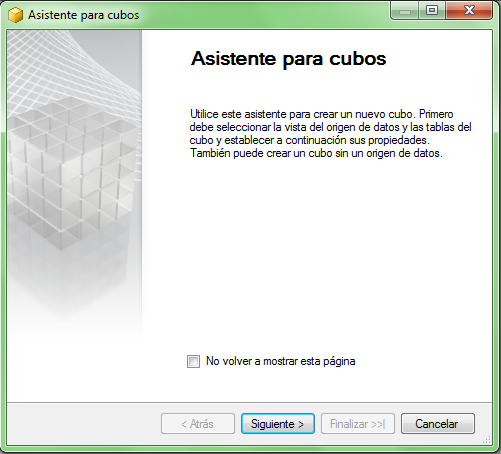 Asistente para cubos
Asistente para cubos
Utilice este asistente para crear un nuevo cubo. Primero
debe seleccionar la vista del origen de datos y las tablas del
cubo y establecer a continuación sus propiedades.
También puede crear un cubo sin un origen de datos.
No volver a mostrar esta página
< Atrás
Siguiente >
Finalizar >>|
Cancelar